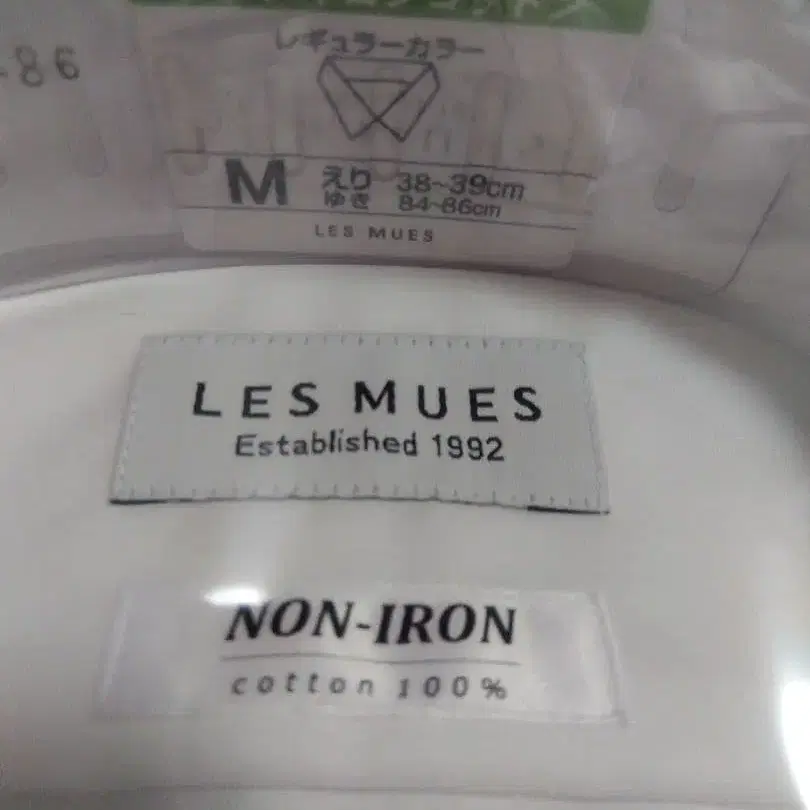 -86
レギュラーカラー
M えり 38~39cm
ゆき 84~86cm
LES MUES
LES MUES
Established 1992
NON-IRON
cotton 100%